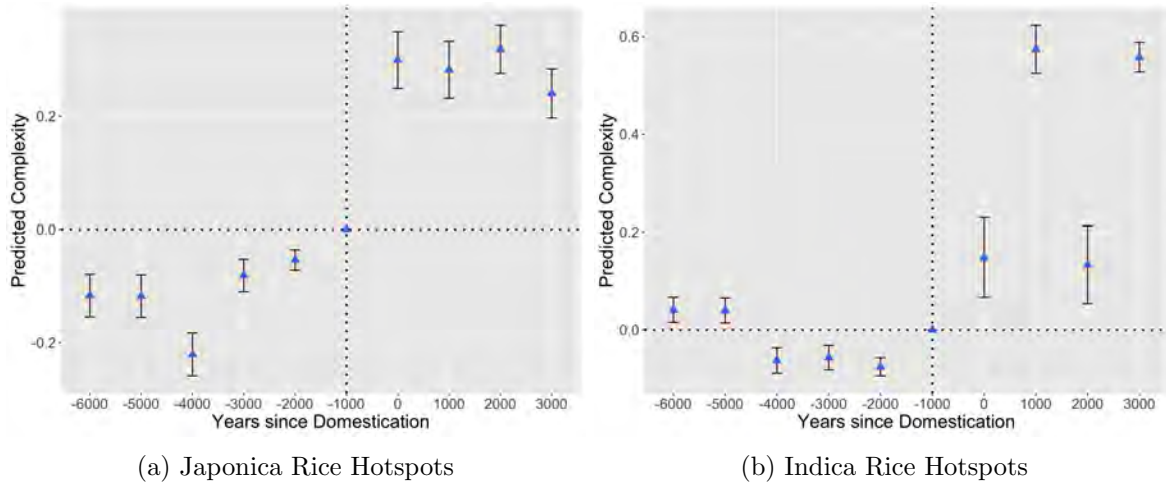 0.2
0.0
-0.2
Predicted Complexity
-6000 -5000 -4000 -3000 -2000 -1000 0 1000 2000 3000
Years since Domestication
(a) Japonica Rice Hotspots
0.6
0.4
0.2
0.0
Predicted Complexity
-6000 -5000 -4000 -3000 -2000 -1000 0 1000 2000 3000
Years since Domestication
(b) Indica Rice Hotspots